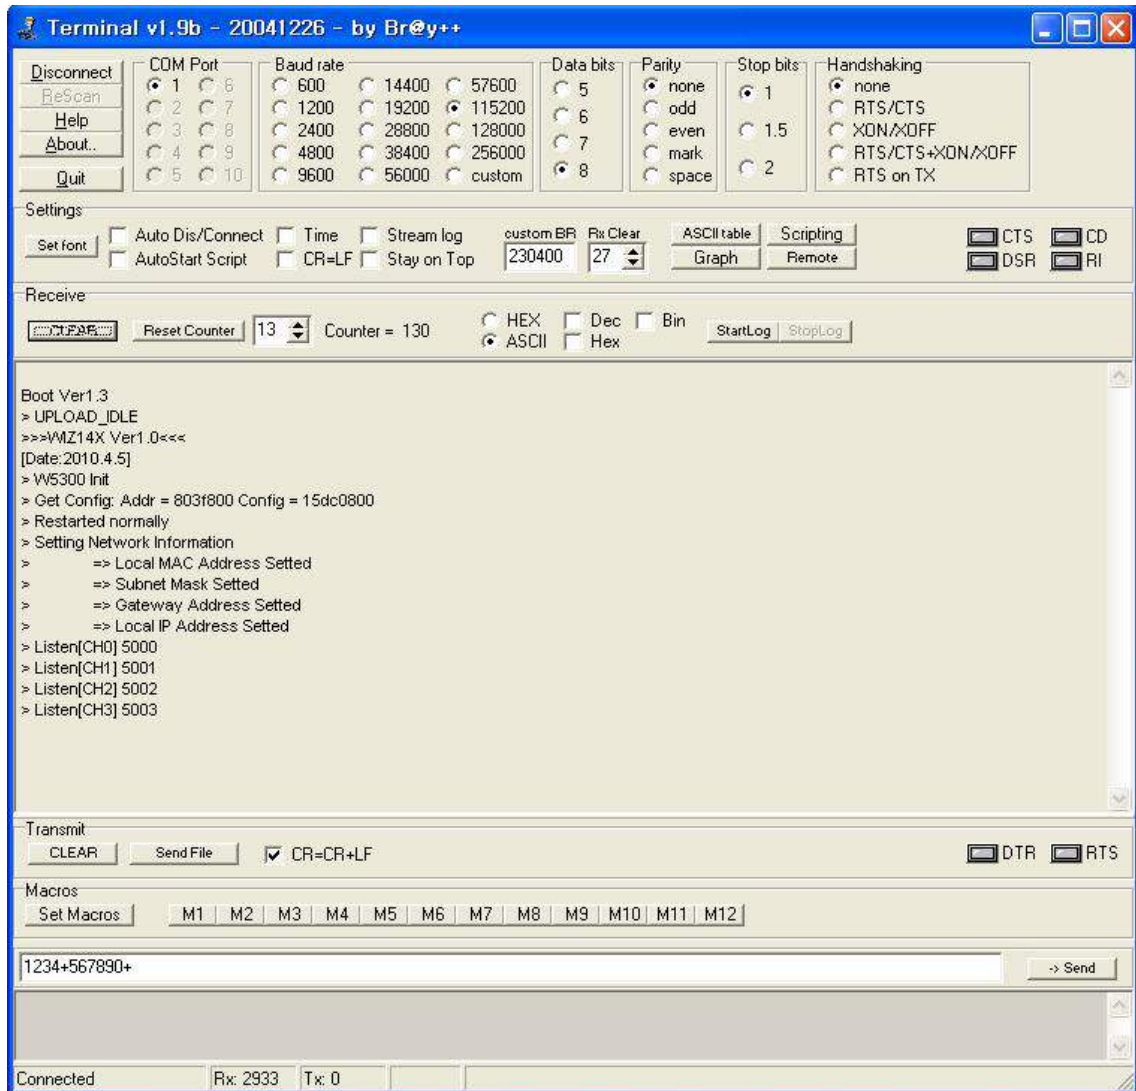 Terminal v1.9b - 20041226 - by Br@y++
Disconnect
ReScan
Help
About..
Quit
COM Port
1 6
2 7
3 8
4 9
5 10
Baud rate
600 14400 57600
1200 19200 115200
2400 28800 128000
4800 38400 256000
9600 56000 custom
Data bits
5
6
7
8
Parity
none
odd
even
mark
space
Stop bits
1
1.5
2
Handshaking
none
RTS/CTS
XON/XOFF
RTS/CTS+XON/XOFF
RTS on TX
Settings
Set font
Auto Dis/Connect Time Stream log
AutoStart Script CR=LF Stay on Top
custom BR Rx Clear
230400 27
ASCII table Scripting
Graph Remote
CTS CD
DSR RI
Receive
CLEAR Reset Counter 13 Counter = 130
HEX Dec Bin
ASCII Hex
StartLog StopLog
Boot Ver1.3
> UPLOAD_IDLE
>>>WIZ14X Ver1.0<<<
[Date:2010.4.5]
> W5300 Init
> Get Config: Addr = 803f800 Config = 15dc0800
> Restarted normally
> Setting Network Information
> => Local MAC Address Setted
> => Subnet Mask Setted
> => Gateway Address Setted
> => Local IP Address Setted
> Listen[CH0] 5000
> Listen[CH1] 5001
> Listen[CH2] 5002
> Listen[CH3] 5003
Transmit
CLEAR Send File CR=CR+LF DTR RTS
Macros
Set Macros M1 M2 M3 M4 M5 M6 M7 M8 M9 M10 M11 M12
1234+567890+ -> Send
Connected Rx: 2933 Tx: 0